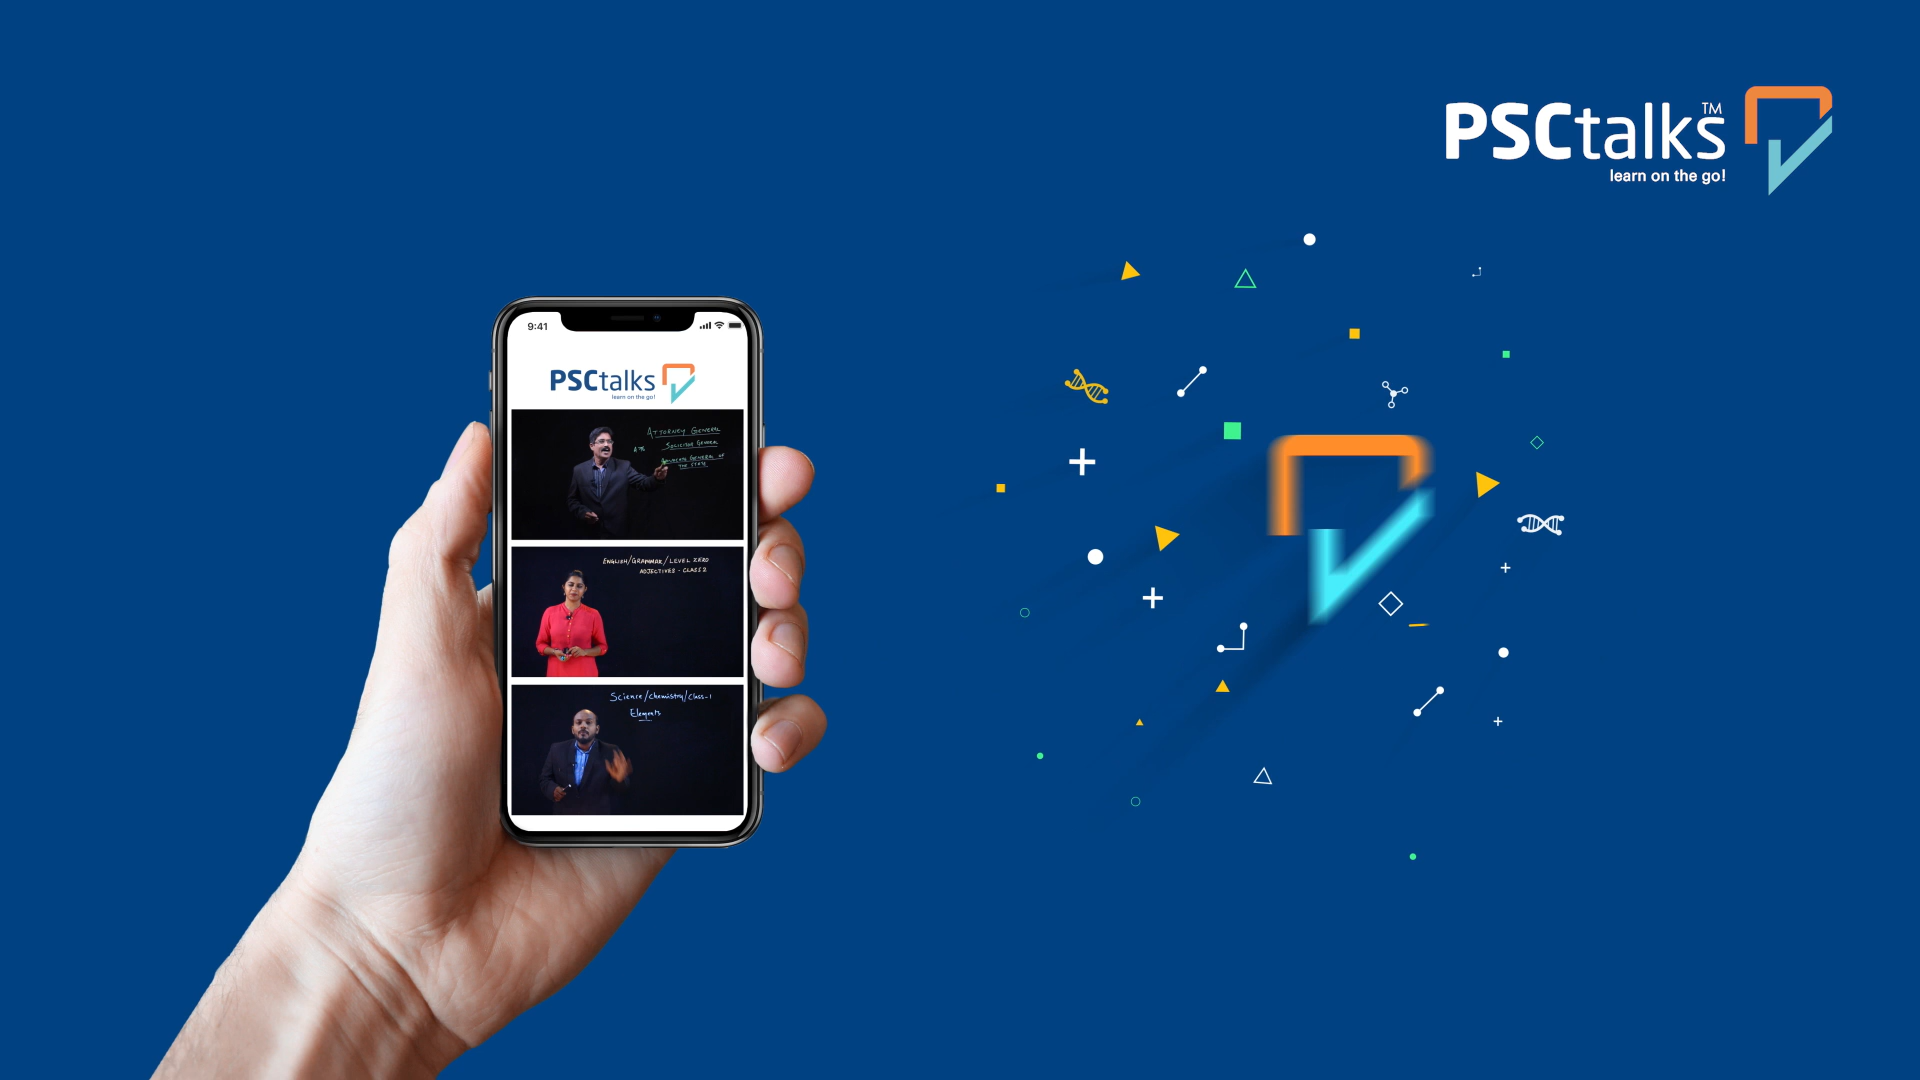 PSCtalks™
learn on the go!
9:41
PSCtalks
learn on the go!
ATTORNEY GENERAL
A 76
SOLICITOR GENERAL
ADVOCATE GENERAL OF
THE STATE
ENGLISH/GRAMMAR/LEVEL ZERO
ADJECTIVES - CLASS 2
Science/chemistry/class-1
Elements